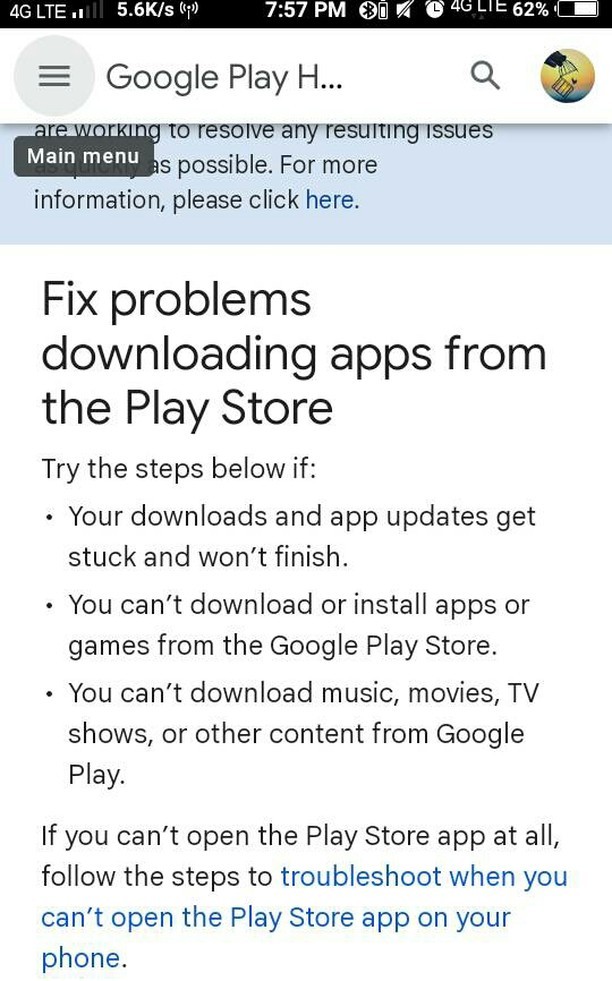 4G LTE 5.6K/s 7:57 PM 4G LTE 62%
Google Play H...
are working to resolve any resulting issues
Main menu
as quickly as possible. For more
information, please click here.
Fix problems
downloading apps from
the Play Store
Try the steps below if:
• Your downloads and app updates get
stuck and won't finish.
• You can't download or install apps or
games from the Google Play Store.
• You can't download music, movies, TV
shows, or other content from Google
Play.
If you can't open the Play Store app at all,
follow the steps to troubleshoot when you
can't open the Play Store app on your
phone.